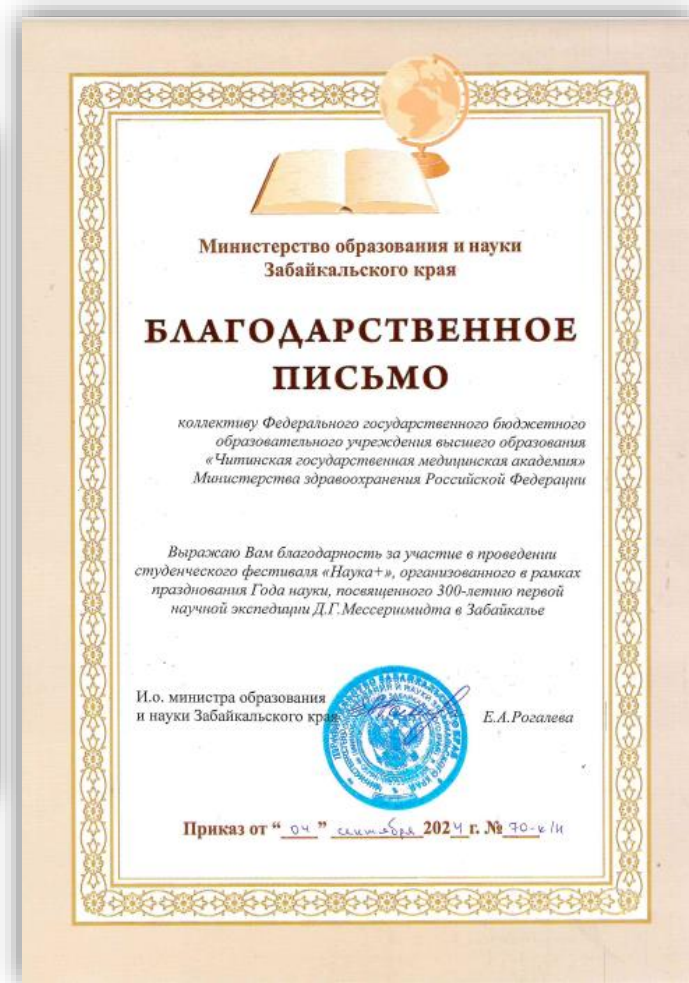 Министерство образования и науки
Забайкальского края
БЛАГОДАРСТВЕННОЕ
ПИСЬМО
коллективу Федерального государственного бюджетного
образовательного учреждения высшего образования
«Читинская государственная медицинская академия»
Министерства здравоохранения Российской Федерации
Выражаю Вам благодарность за участие в проведении
студенческого фестиваля «Наука+», организованного в рамках
празднования Года науки, посвященного 300-летию первой
научной экспедиции Д.Г.Мессершмидта в Забайкалье
И.о. министра образования
и науки Забайкальского края
Е.А.Рогалева
Приказ от “ 04 ” сентября 2024 г. № 70-к/н